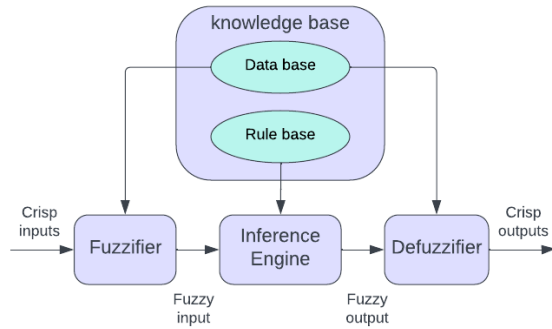 knowledge base
Data base
Rule base
Crisp
inputs
Fuzzifier
Fuzzy
input
Inference
Engine
Fuzzy
output
Defuzzifier
Crisp
outputs